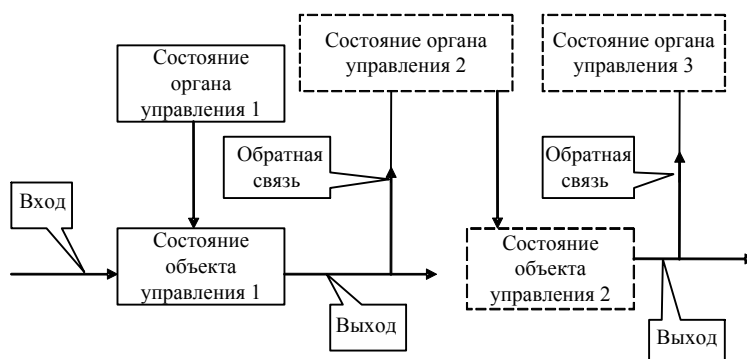 Состояние
органа
управления 1
Состояние органа
управления 2
Состояние органа
управления 3
Обратная
связь
Обратная
связь
Вход
Состояние
объекта
управления 1
Выход
Состояние
объекта
управления 2
Выход